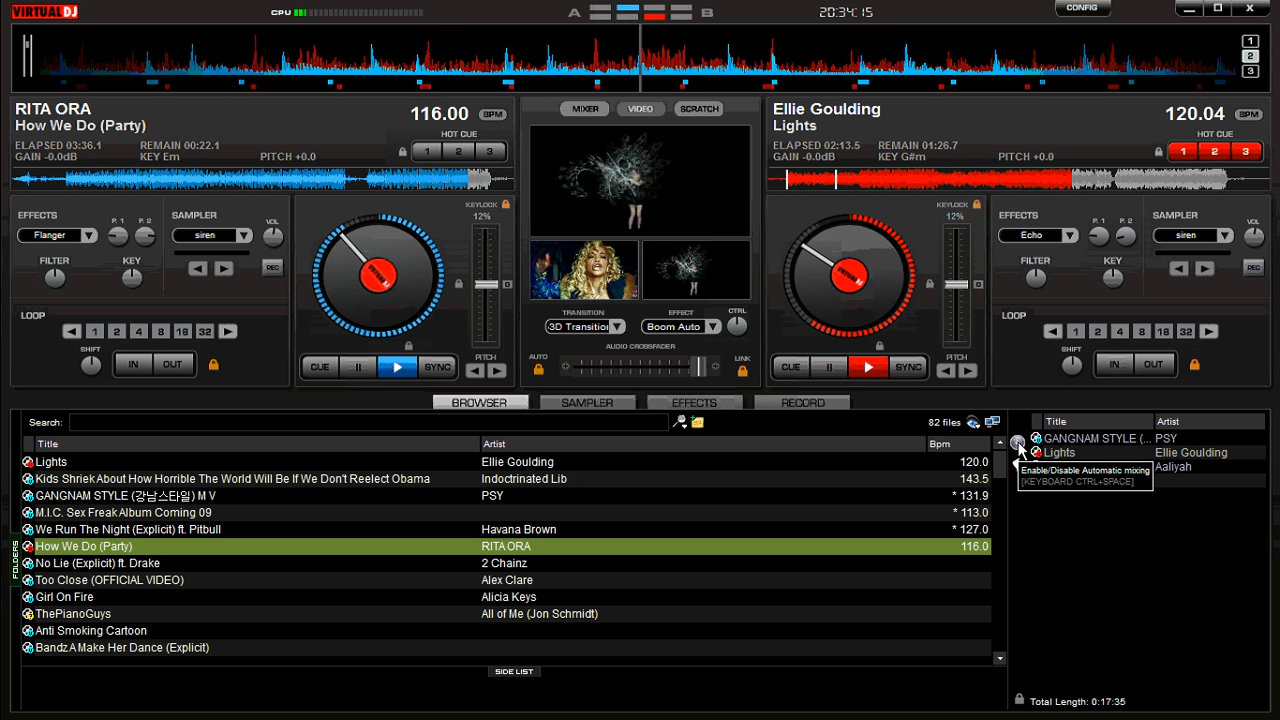 VIRTUAL DJ
CPU
A
B
20:34:15
CONFIG
1
2
3
RITA ORA
How We Do (Party)
116.00 BPM
HOT CUE
ELAPSED 03:36.1 REMAIN 00:22.1
GAIN -0.0dB KEY Em PITCH +0.0
1 2 3
MIXER VIDEO SCRATCH
Ellie Goulding
Lights
120.04 BPM
HOT CUE
ELAPSED 02:13.5 REMAIN 01:26.7
GAIN -0.0dB KEY G#m PITCH +0.0
1 2 3
EFFECTS
P. 1 P. 2
SAMPLER
VOL
Flanger
siren
FILTER
KEY
REC
LOOP
1 2 4 8 16 32
SHIFT
IN OUT
KEYLOCK
12%
CUE
SYNC
PITCH
TRANSITION
EFFECT
CTRL
3D Transition
Boom Auto
AUDIO CROSSFADER
AUTO
LINK
KEYLOCK
12%
CUE
SYNC
PITCH
EFFECTS
P. 1 P. 2
SAMPLER
VOL
Echo
siren
FILTER
KEY
REC
LOOP
1 2 4 8 16 32
SHIFT
IN OUT
BROWSER SAMPLER EFFECTS RECORD
Search:
82 files
Title Artist Bpm
Lights Ellie Goulding 120.0
Kids Shriek About How Horrible The World Will Be If We Don't Reelect Obama Indoctrinated Lib 143.5
GANGNAM STYLE (강남스타일) M V PSY * 131.9
M.I.C. Sex Freak Album Coming 09 * 113.0
We Run The Night (Explicit) ft. Pitbull Havana Brown * 127.0
How We Do (Party) RITA ORA 116.0
No Lie (Explicit) ft. Drake 2 Chainz
Too Close (OFFICIAL VIDEO) Alex Clare
Girl On Fire Alicia Keys
ThePianoGuys All of Me (Jon Schmidt)
Anti Smoking Cartoon
Bandz A Make Her Dance (Explicit)
FOLDERS
SIDE LIST
Title Artist
GANGNAM STYLE (... PSY
Lights Ellie Goulding
Aaliyah
Enable/Disable Automatic mixing
[KEYBOARD CTRL+SPACE]
Total Length: 0:17:35